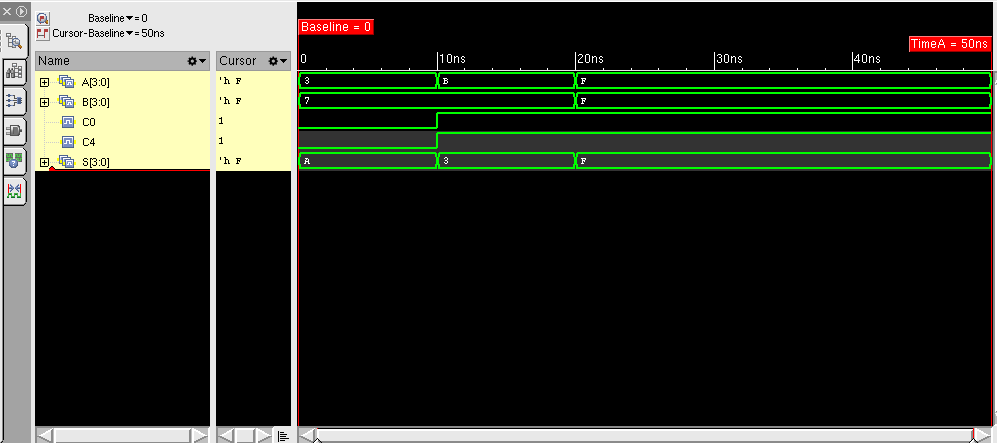 Baseline▾= 0
Cursor-Baseline▾= 50ns
Baseline = 0
TimeA = 50ns
Name Cursor 0 10ns 20ns 30ns 40ns
A[3:0] 'h F 3 B F
B[3:0] 'h F 7 F
C0 1
C4 1
S[3:0] 'h F A 3 F